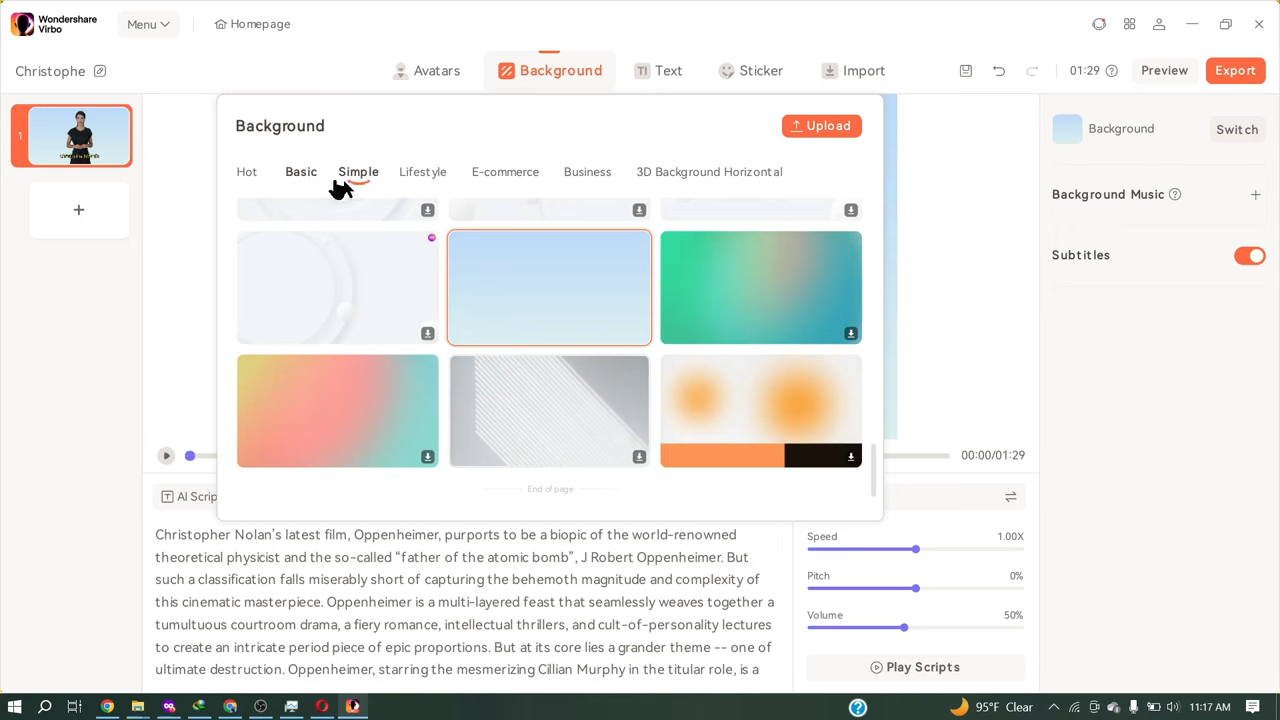 Wondershare
Virbo
Menu
Homepage
Christophe
Avatars
Background
Text
Sticker
Import
01:29
Preview
Export
1
Background
Upload
Hot
Basic
Simple
Lifestyle
E-commerce
Business
3D Background Horizontal
End of page
Background
Switch
Background Music
Subtitles
00:00/01:29
AI Scrip
Christopher Nolan's latest film, Oppenheimer, purports to be a biopic of the world-renowned
theoretical physicist and the so-called “father of the atomic bomb”, J Robert Oppenheimer. But
such a classification falls miserably short of capturing the behemoth magnitude and complexity of
this cinematic masterpiece. Oppenheimer is a multi-layered feast that seamlessly weaves together a
tumultuous courtroom drama, a fiery romance, intellectual thrillers, and cult-of-personality lectures
to create an intricate period piece of epic proportions. But at its core lies a grander theme -- one of
ultimate destruction. Oppenheimer, starring the mesmerizing Cillian Murphy in the titular role, is a
Speed
1.00X
Pitch
0%
Volume
50%
Play Scripts
95°F Clear
11:17 AM